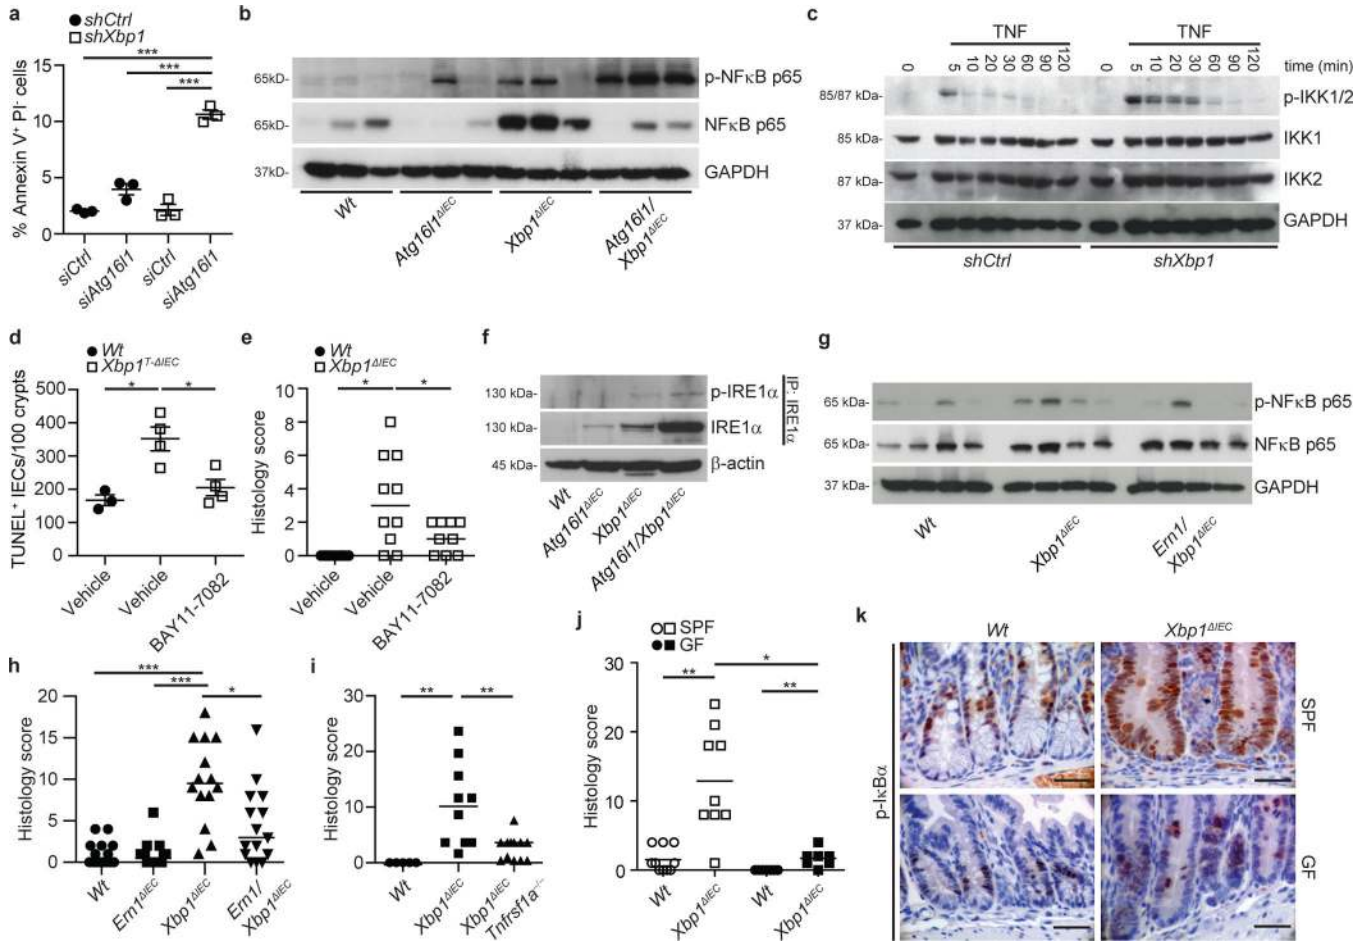 a
● shCtrl
□ shXbp1
***
***
***
% Annexin V⁺ PI⁻ cells
15
10
5
0
siCtrl
siAtg16l1
siCtrl
siAtg16l1
b
65kD-
p-NFκB p65
65kD-
NFκB p65
37kD-
GAPDH
Wt
Atg16l1ΔIEC
Xbp1ΔIEC
Atg16l1/
Xbp1ΔIEC
c
TNF
TNF
0 5 10 20 30 60 90 120 0 5 10 20 30 60 90 120 time (min)
85/87 kDa-
p-IKK1/2
85 kDa-
IKK1
87 kDa-
IKK2
37 kDa-
GAPDH
shCtrl
shXbp1
d
● Wt
□ Xbp1T-ΔIEC
* *
TUNEL⁺ IECs/100 crypts
500
400
300
200
100
0
Vehicle
Vehicle
BAY11-7082
e
● Wt
□ Xbp1ΔIEC
* *
Histology score
10
8
6
4
2
0
Vehicle
Vehicle
BAY11-7082
f
130 kDa-
p-IRE1α
130 kDa-
IRE1α
IP: IRE1α
45 kDa-
β-actin
Wt
Atg16l1ΔIEC
Xbp1ΔIEC
Atg16l1/Xbp1ΔIEC
g
65 kDa-
p-NFκB p65
65 kDa-
NFκB p65
37 kDa-
GAPDH
Wt
Xbp1ΔIEC
Ern1/
Xbp1ΔIEC
h
***
***
*
Histology score
20
15
10
5
0
Wt
Ern1ΔIEC
Xbp1ΔIEC
Ern1/
Xbp1ΔIEC
i
** **
Histology score
30
20
10
0
Wt
Xbp1ΔIEC
Xbp1ΔIEC
Tnfrsf1a−/−
j
○□ SPF
●■ GF
*
**
**
Histology score
30
20
10
0
Wt
Xbp1ΔIEC
Wt
Xbp1ΔIEC
k
Wt
Xbp1ΔIEC
p-IκBα
SPF
GF